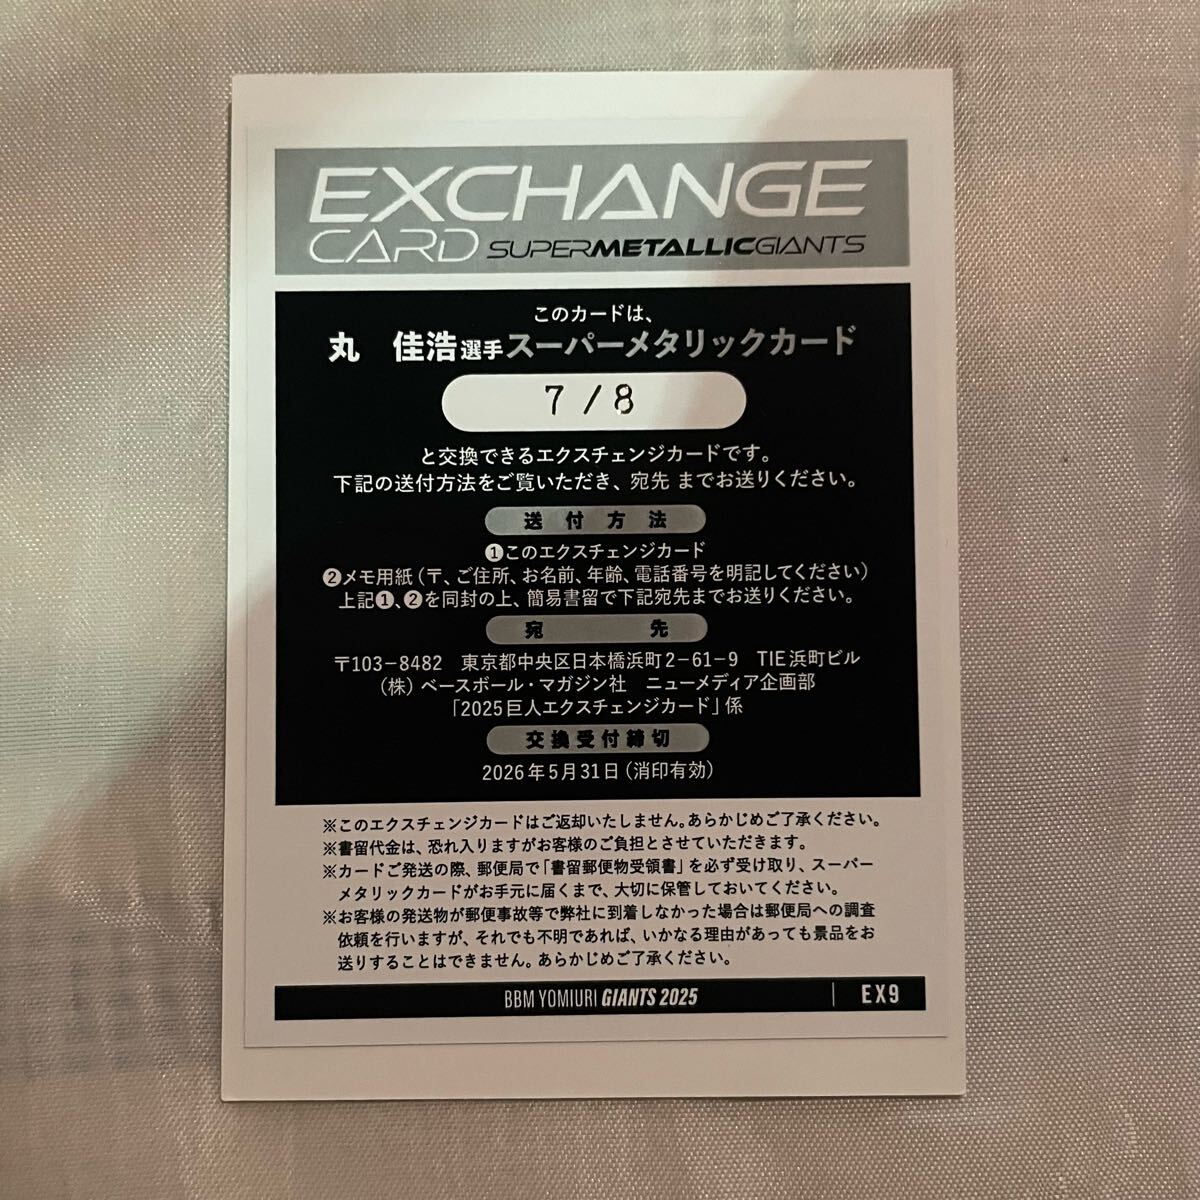 EXCHANGE
CARD SUPERMETALLICGIANTS
このカードは、
丸　佳浩選手スーパーメタリックカード
7 / 8
と交換できるエクスチェンジカードです。
下記の送付方法をご覧いただき、宛先 までお送りください。
送付方法
❶このエクスチェンジカード
❷メモ用紙（〒、ご住所、お名前、年齢、電話番号を明記してください）
上記❶、❷を同封の上、簡易書留で下記宛先までお送りください。
宛先
〒103－8482　東京都中央区日本橋浜町2－61－9　TIE浜町ビル
（株）ベースボール・マガジン社　ニューメディア企画部
「2025巨人エクスチェンジカード」係
交換受付締切
2026年5月31日（消印有効）
※このエクスチェンジカードはご返却いたしません。あらかじめご了承ください。
※書留代金は、恐れ入りますがお客様のご負担とさせていただきます。
※カードご発送の際、郵便局で「書留郵便物受領書」を必ず受け取り、スーパー
メタリックカードがお手元に届くまで、大切に保管しておいてください。
※お客様の発送物が郵便事故等で弊社に到着しなかった場合は郵便局への調査
依頼を行いますが、それでも不明であれば、いかなる理由があっても景品をお
送りすることはできません。あらかじめご了承ください。
BBM YOMIURI GIANTS 2025 | EX9